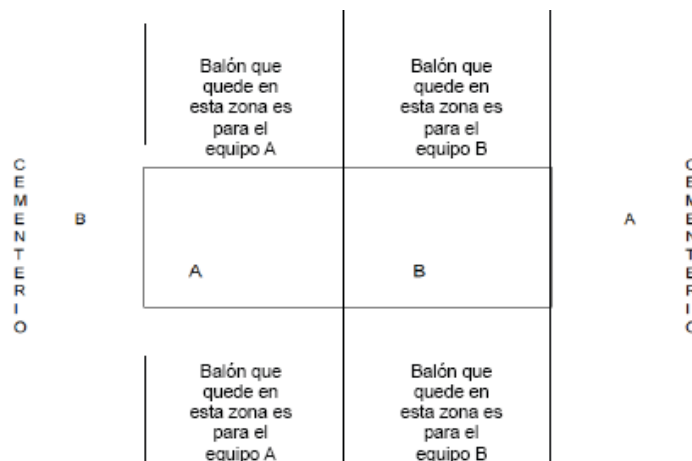 Balón que
quede en
esta zona es
para el
equipo A
Balón que
quede en
esta zona es
para el
equipo B
C
E
M
E
N
T
E
R
I
O
B
A
B
A
C
E
M
E
N
T
E
R
I
O
Balón que
quede en
esta zona es
para el
equipo A
Balón que
quede en
esta zona es
para el
equipo B